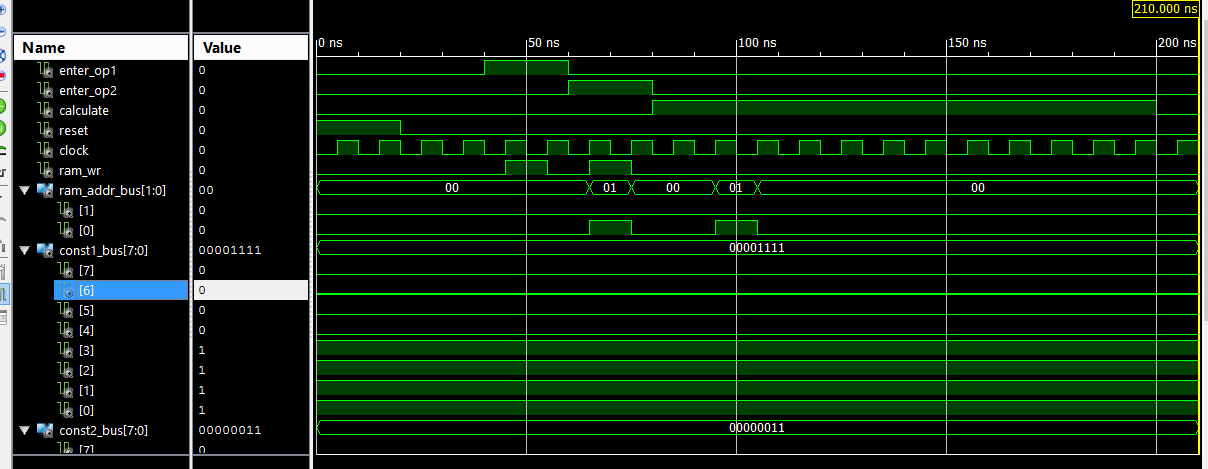 210.000 ns
Name Value 0 ns 50 ns 100 ns 150 ns 200 ns
enter_op1 0
enter_op2 0
calculate 0
reset 0
clock 0
ram_wr 0
ram_addr_bus[1:0] 00 00 01 00 01 00
[1] 0
[0] 0
const1_bus[7:0] 00001111 00001111
[7] 0
[6] 0
[5] 0
[4] 0
[3] 1
[2] 1
[1] 1
[0] 1
const2_bus[7:0] 00000011 00000011
[7] 0